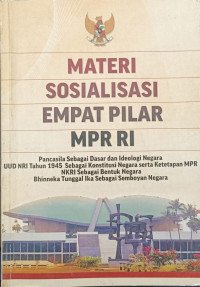 MATERI
SOSIALISASI
EMPAT PILAR
MPR RI
Pancasila Sebagai Dasar dan Ideologi Negara
UUD NRI Tahun 1945 Sebagai Konstitusi Negara serta Ketetapan MPR
NKRI Sebagai Bentuk Negara
Bhinneka Tunggal Ika Sebagai Semboyan Negara